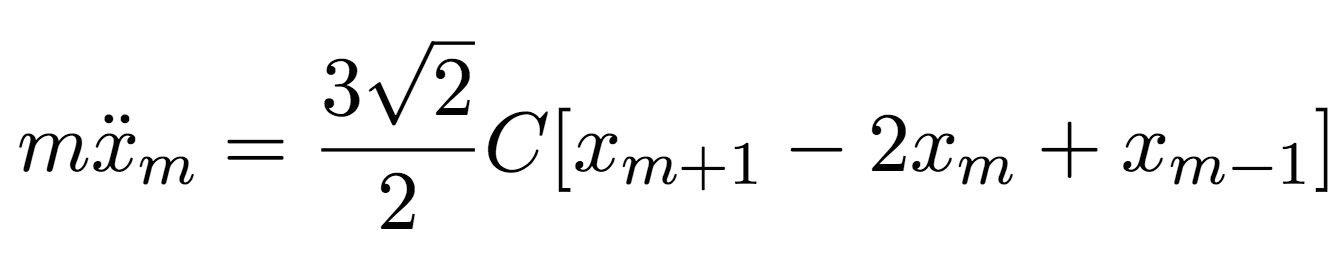 $m\ddot{x}_m = \frac{3\sqrt{2}}{2}C[x_{m+1} - 2x_m + x_{m-1}]$